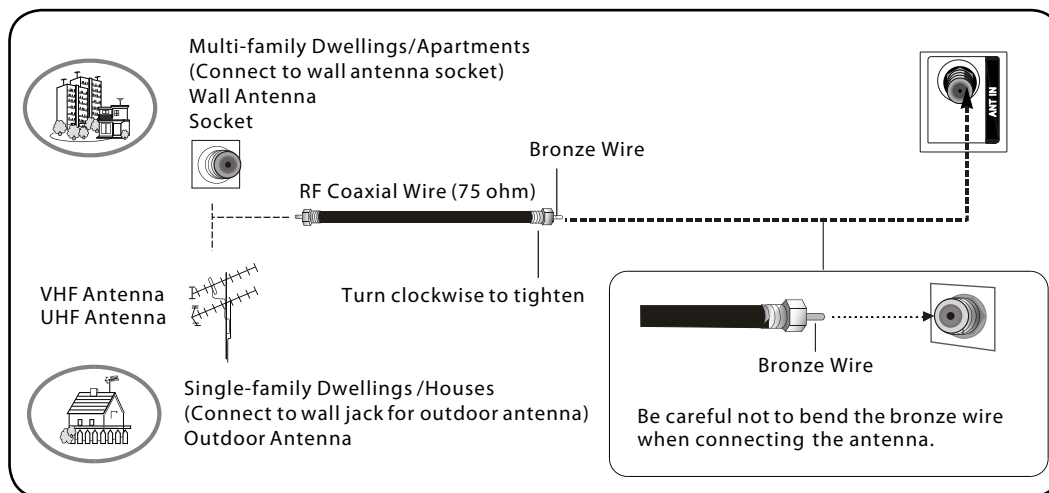 Multi-family Dwellings/Apartments
(Connect to wall antenna socket)
Wall Antenna
Socket
ANT IN
Bronze Wire
RF Coaxial Wire (75 ohm)
VHF Antenna
UHF Antenna
Turn clockwise to tighten
Bronze Wire
Single-family Dwellings /Houses
(Connect to wall jack for outdoor antenna)
Outdoor Antenna
Be careful not to bend the bronze wire
when connecting the antenna.